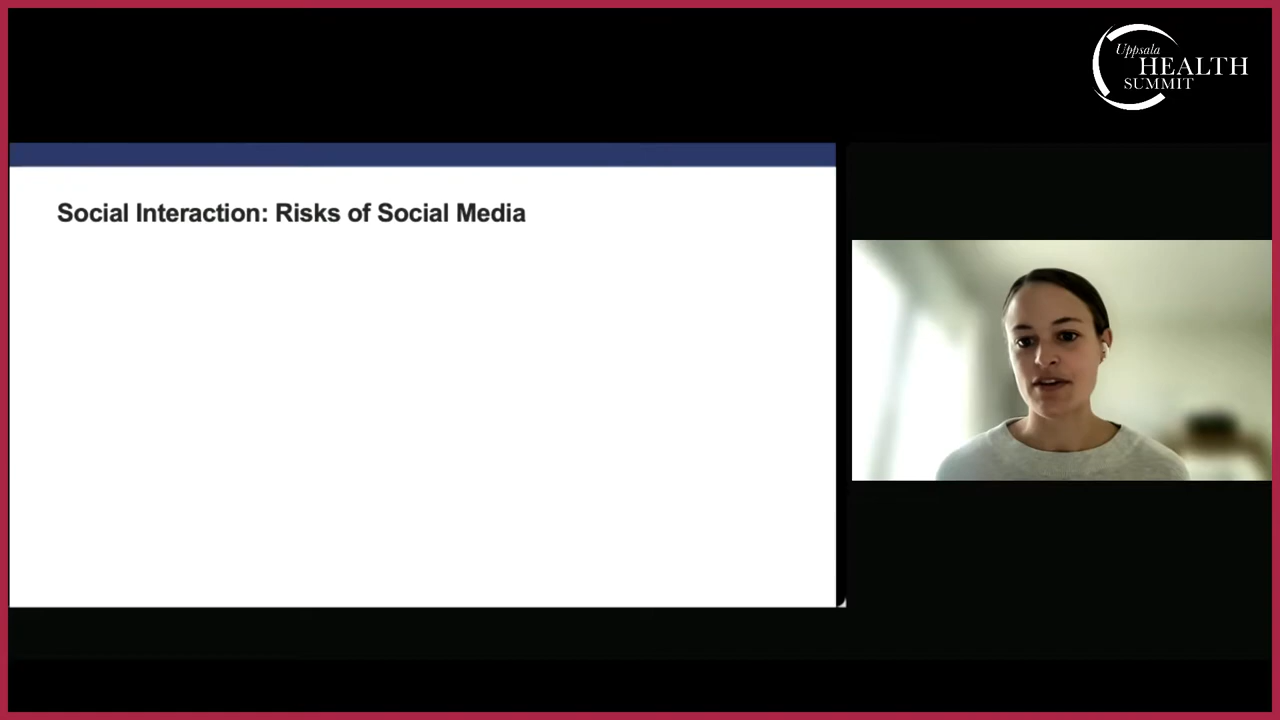 Uppsala
HEALTH
SUMMIT
Social Interaction: Risks of Social Media